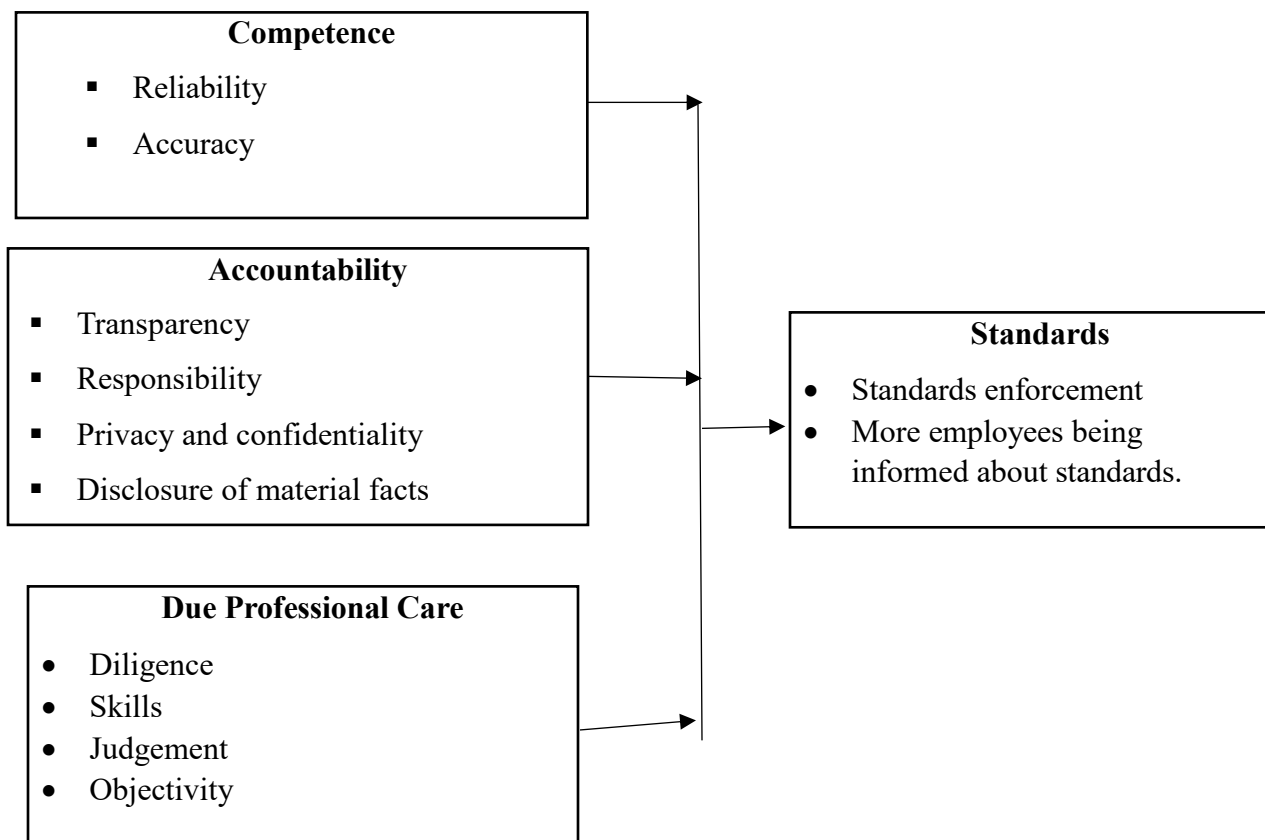 Competence
▪ Reliability
▪ Accuracy
Accountability
▪ Transparency
▪ Responsibility
▪ Privacy and confidentiality
▪ Disclosure of material facts
Due Professional Care
• Diligence
• Skills
• Judgement
• Objectivity
Standards
• Standards enforcement
• More employees being
informed about standards.